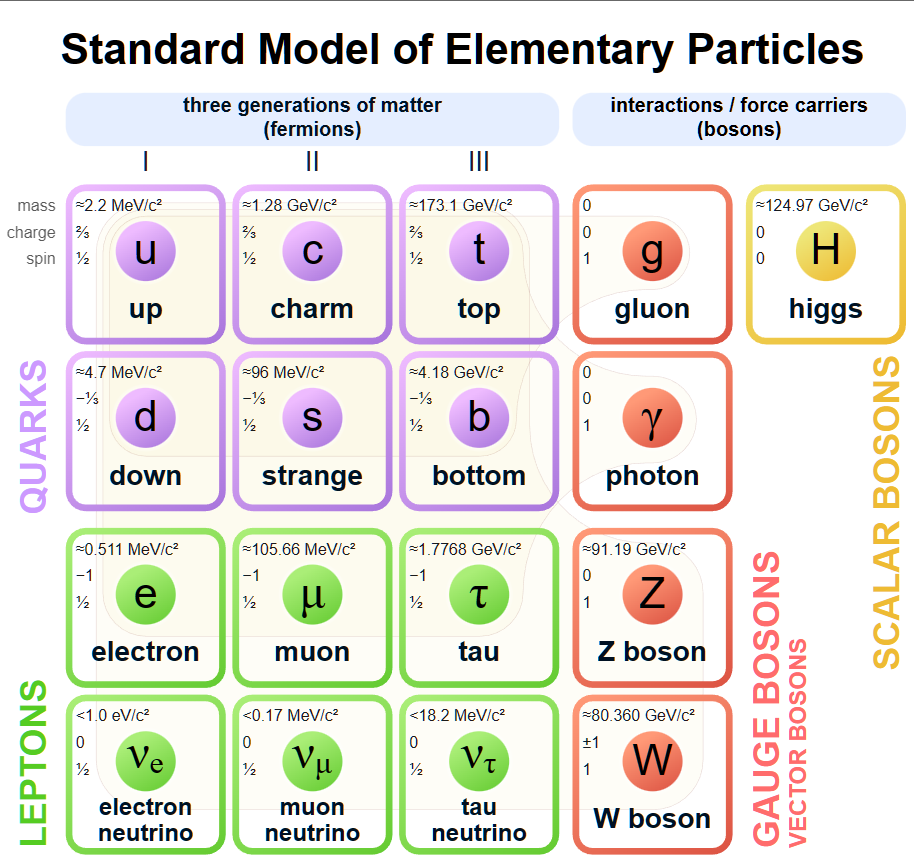 Standard Model of Elementary Particles
three generations of matter
(fermions)
interactions / force carriers
(bosons)
I
II
III
mass
charge
spin
≈2.2 MeV/c²
⅔
½
u
up
≈1.28 GeV/c²
⅔
½
c
charm
≈173.1 GeV/c²
⅔
½
t
top
0
0
1
g
gluon
≈124.97 GeV/c²
0
0
H
higgs
QUARKS
≈4.7 MeV/c²
−⅓
½
d
down
≈96 MeV/c²
−⅓
½
s
strange
≈4.18 GeV/c²
−⅓
½
b
bottom
0
0
1
γ
photon
SCALAR BOSONS
LEPTONS
≈0.511 MeV/c²
−1
½
e
electron
≈105.66 MeV/c²
−1
½
μ
muon
≈1.7768 GeV/c²
−1
½
τ
tau
≈91.19 GeV/c²
0
1
Z
Z boson
GAUGE BOSONS
VECTOR BOSONS
<1.0 eV/c²
0
½
νe
electron
neutrino
<0.17 MeV/c²
0
½
νμ
muon
neutrino
<18.2 MeV/c²
0
½
ντ
tau
neutrino
≈80.360 GeV/c²
±1
1
W
W boson